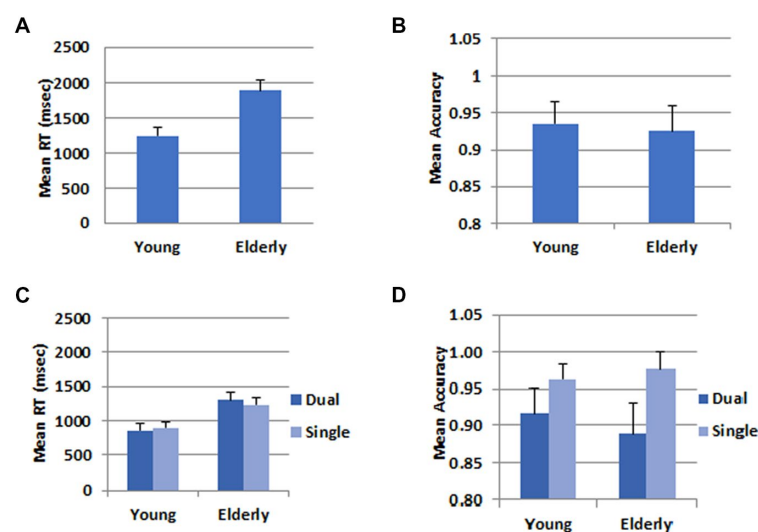 A
2500
2000
1500
1000
500
0
Mean RT (msec)
Young Elderly
B
1.05
1
0.95
0.9
0.85
0.8
Mean Accuracy
Young Elderly
C
2500
2000
1500
1000
500
0
Mean RT (msec)
Young Elderly
Dual
Single
D
1.05
1.00
0.95
0.90
0.85
0.80
Mean Accuracy
Young Elderly
Dual
Single